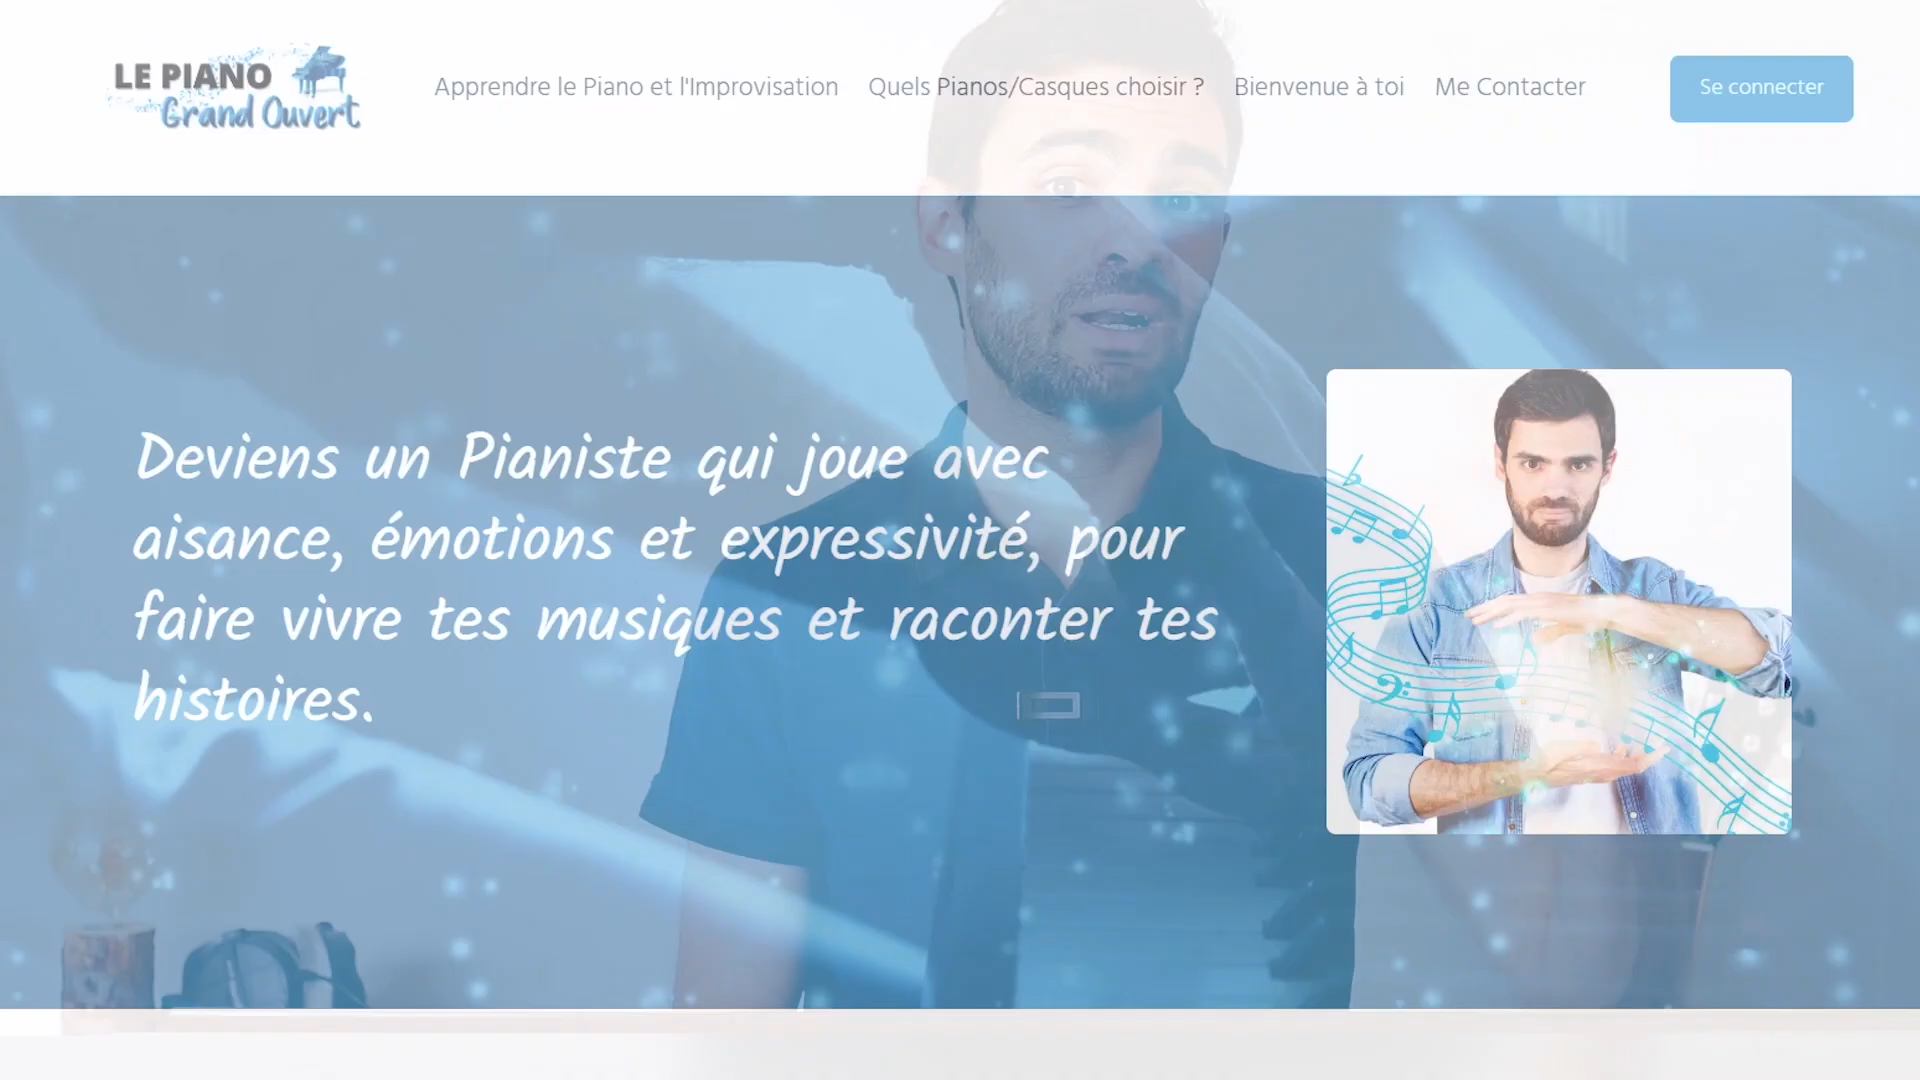 LE PIANO
Grand Ouvert
Apprendre le Piano et l'Improvisation
Quels Pianos/Casques choisir ?
Bienvenue à toi
Me Contacter
Se connecter
Deviens un Pianiste qui joue avec
aisance, émotions et expressivité, pour
faire vivre tes musiques et raconter tes
histoires.